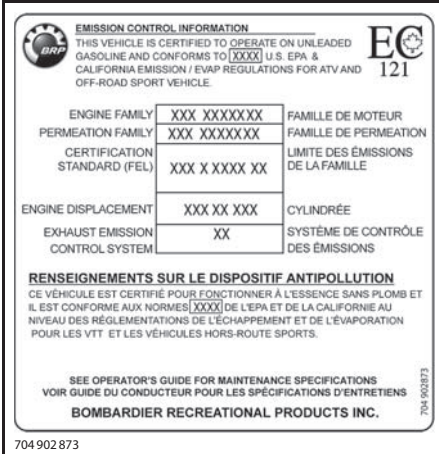 BRP
EMISSION CONTROL INFORMATION
THIS VEHICLE IS CERTIFIED TO OPERATE ON UNLEADED
GASOLINE AND CONFORMS TO XXXX U.S. EPA &
CALIFORNIA EMISSION / EVAP REGULATIONS FOR ATV AND
OFF-ROAD SPORT VEHICLE.
EC
121
ENGINE FAMILY XXX XXXXXXX FAMILLE DE MOTEUR
PERMEATION FAMILY XXX XXXXXXX FAMILLE DE PERMEATION
CERTIFICATION LIMITE DES ÉMISSIONS
STANDARD (FEL) XXX X XXXX XX DE LA FAMILLE
ENGINE DISPLACEMENT XXX XX XXX CYLINDRÉE
EXHAUST EMISSION XX SYSTÈME DE CONTRÔLE
CONTROL SYSTEM DES ÉMISSIONS
RENSEIGNEMENTS SUR LE DISPOSITIF ANTIPOLLUTION
CE VÉHICULE EST CERTIFIÉ POUR FONCTIONNER À L'ESSENCE SANS PLOMB ET
IL EST CONFORME AUX NORMES XXXX DE L'EPA ET DE LA CALIFORNIE AU
NIVEAU DES RÉGLEMENTATIONS DE L'ÉCHAPPEMENT ET DE L'ÉVAPORATION
POUR LES VTT ET LES VÉHICULES HORS-ROUTE SPORTS.
SEE OPERATOR'S GUIDE FOR MAINTENANCE SPECIFICATIONS
VOIR GUIDE DU CONDUCTEUR POUR LES SPÉCIFICATIONS D'ENTRETIENS
BOMBARDIER RECREATIONAL PRODUCTS INC.
704 902873
704 902 873